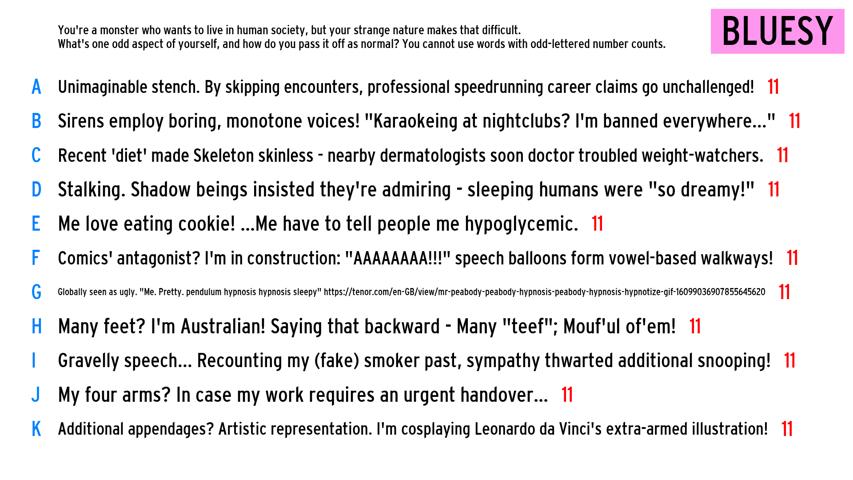 You're a monster who wants to live in human society, but your strange nature makes that difficult.
What's one odd aspect of yourself, and how do you pass it off as normal? You cannot use words with odd-lettered number counts.
BLUESY
A Unimaginable stench. By skipping encounters, professional speedrunning career claims go unchallenged! 11
B Sirens employ boring, monotone voices! "Karaokeing at nightclubs? I'm banned everywhere..." 11
C Recent 'diet' made Skeleton skinless - nearby dermatologists soon doctor troubled weight-watchers. 11
D Stalking. Shadow beings insisted they're admiring - sleeping humans were "so dreamy!" 11
E Me love eating cookie! ...Me have to tell people me hypoglycemic. 11
F Comics' antagonist? I'm in construction: "AAAAAAAA!!!" speech balloons form vowel-based walkways! 11
G Globally seen as ugly. "Me. Pretty. pendulum hypnosis hypnosis sleepy" https://tenor.com/en-GB/view/mr-peabody-peabody-hypnosis-peabody-hypnosis-hypnotize-gif-16099036907855645620 11
H Many feet? I'm Australian! Saying that backward - Many "teef"; Mouf'ul of'em! 11
I Gravelly speech... Recounting my (fake) smoker past, sympathy thwarted additional snooping! 11
J My four arms? In case my work requires an urgent handover... 11
K Additional appendages? Artistic representation. I'm cosplaying Leonardo da Vinci's extra-armed illustration! 11